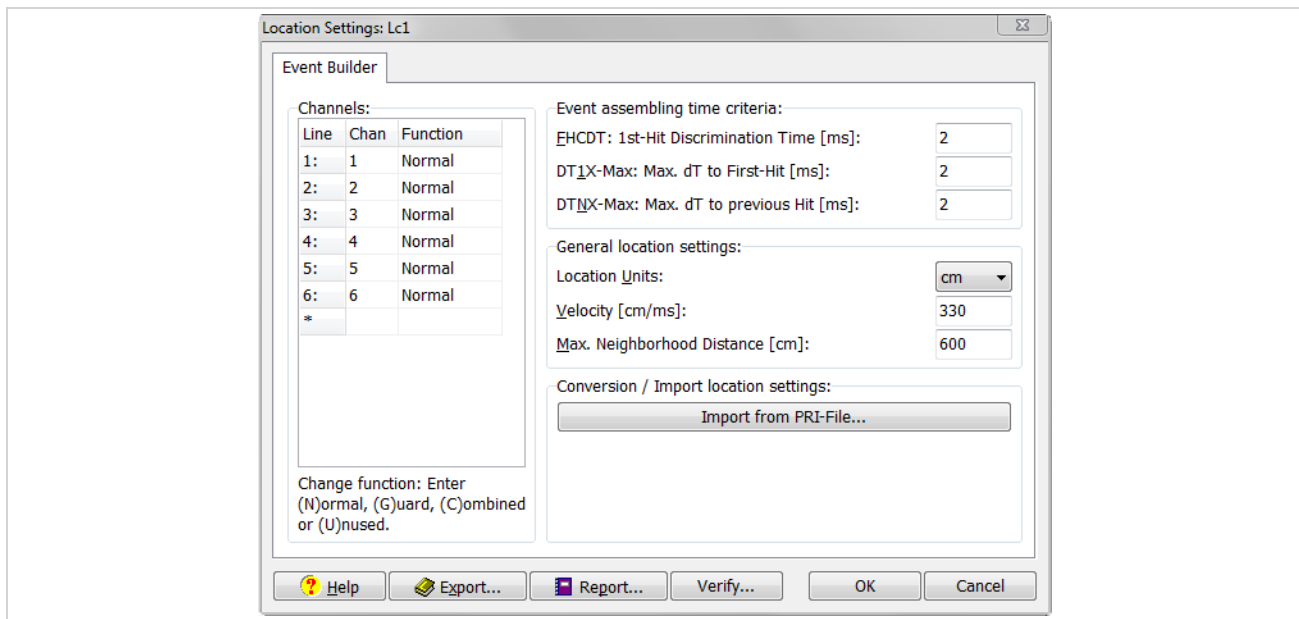 Location Settings: Lc1
Event Builder
Channels:
Line Chan Function
1: 1 Normal
2: 2 Normal
3: 3 Normal
4: 4 Normal
5: 5 Normal
6: 6 Normal
*
Change function: Enter
(N)ormal, (G)uard, (C)ombined
or (U)nused.
Event assembling time criteria:
FHCDT: 1st-Hit Discrimination Time [ms]: 2
DT1X-Max: Max. dT to First-Hit [ms]: 2
DTNX-Max: Max. dT to previous Hit [ms]: 2
General location settings:
Location Units: cm
Velocity [cm/ms]: 330
Max. Neighborhood Distance [cm]: 600
Conversion / Import location settings:
Import from PRI-File...
? Help Export... Report... Verify... OK Cancel